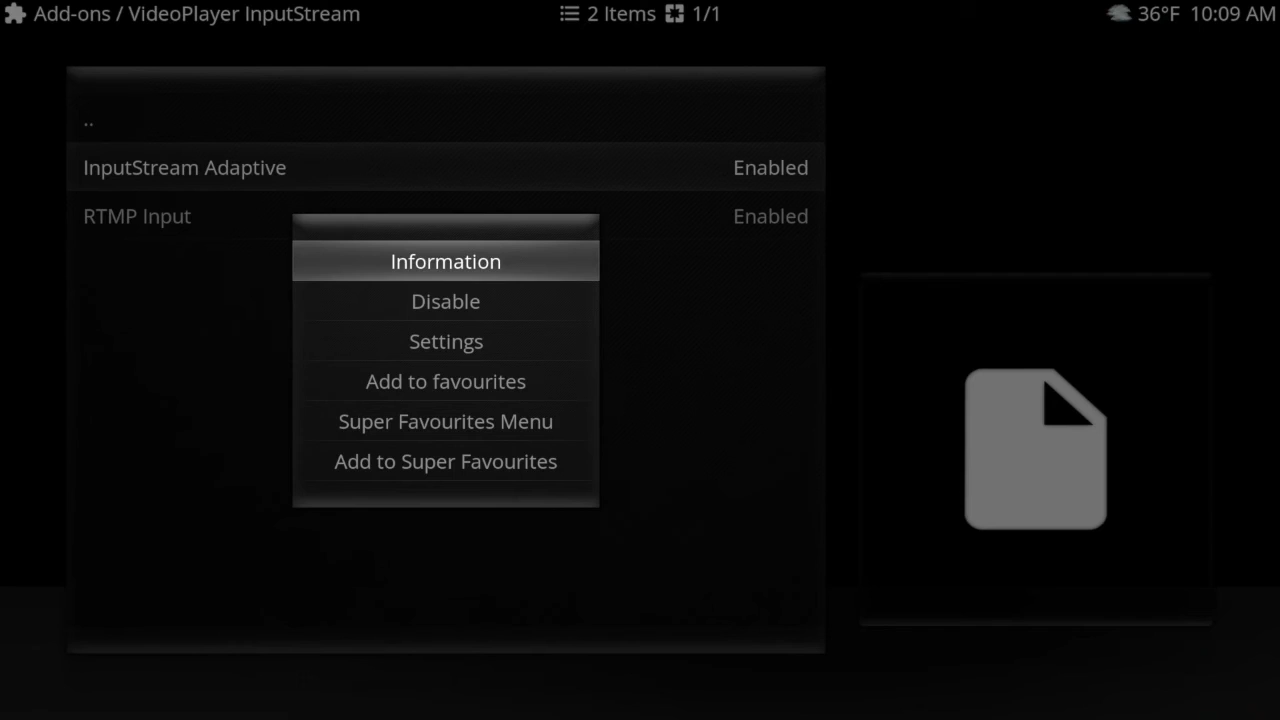 Add-ons / VideoPlayer InputStream
2 Items 1/1
36°F 10:09 AM
..
InputStream Adaptive Enabled
RTMP Input Enabled
Information
Disable
Settings
Add to favourites
Super Favourites Menu
Add to Super Favourites